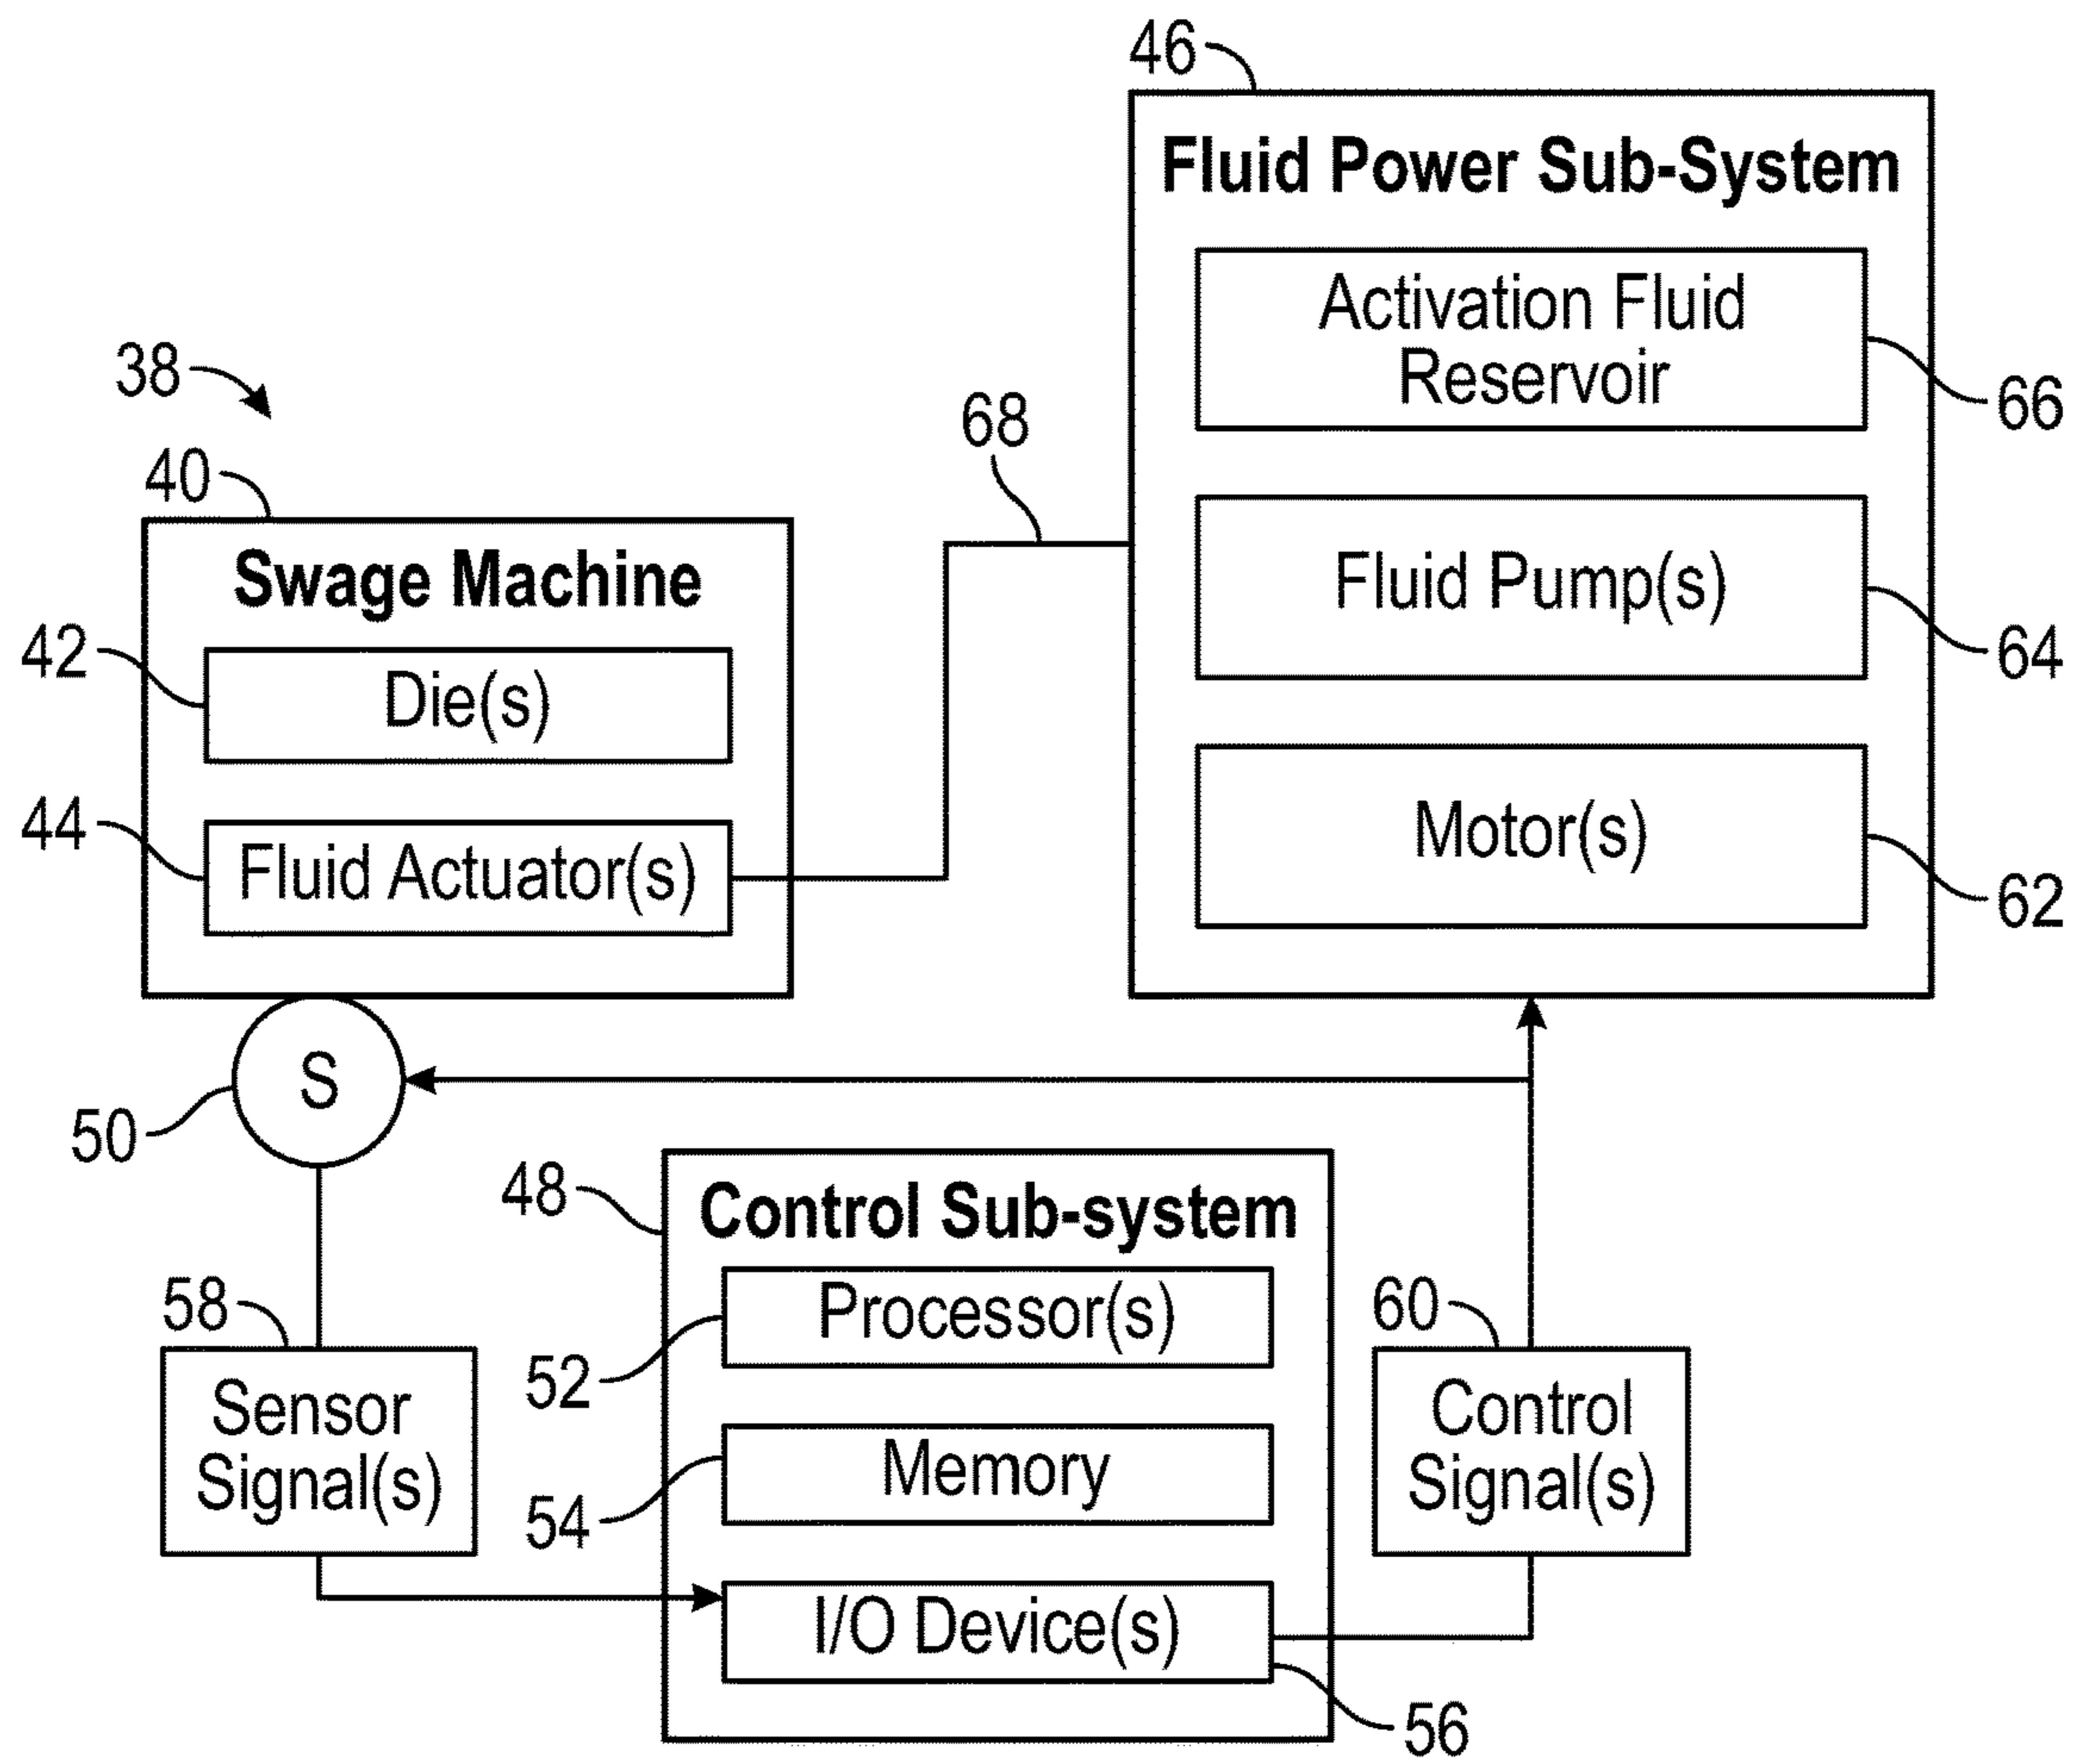 46
Fluid Power Sub-System
Activation Fluid
Reservoir
66
38
68
40
Swage Machine
Fluid Pump(s)
64
42
Die(s)
44
Fluid Actuator(s)
Motor(s)
62
S
50
48
Control Sub-system
58
Processor(s)
60
52
Sensor
Signal(s)
Control
Signal(s)
Memory
54
I/O Device(s)
56